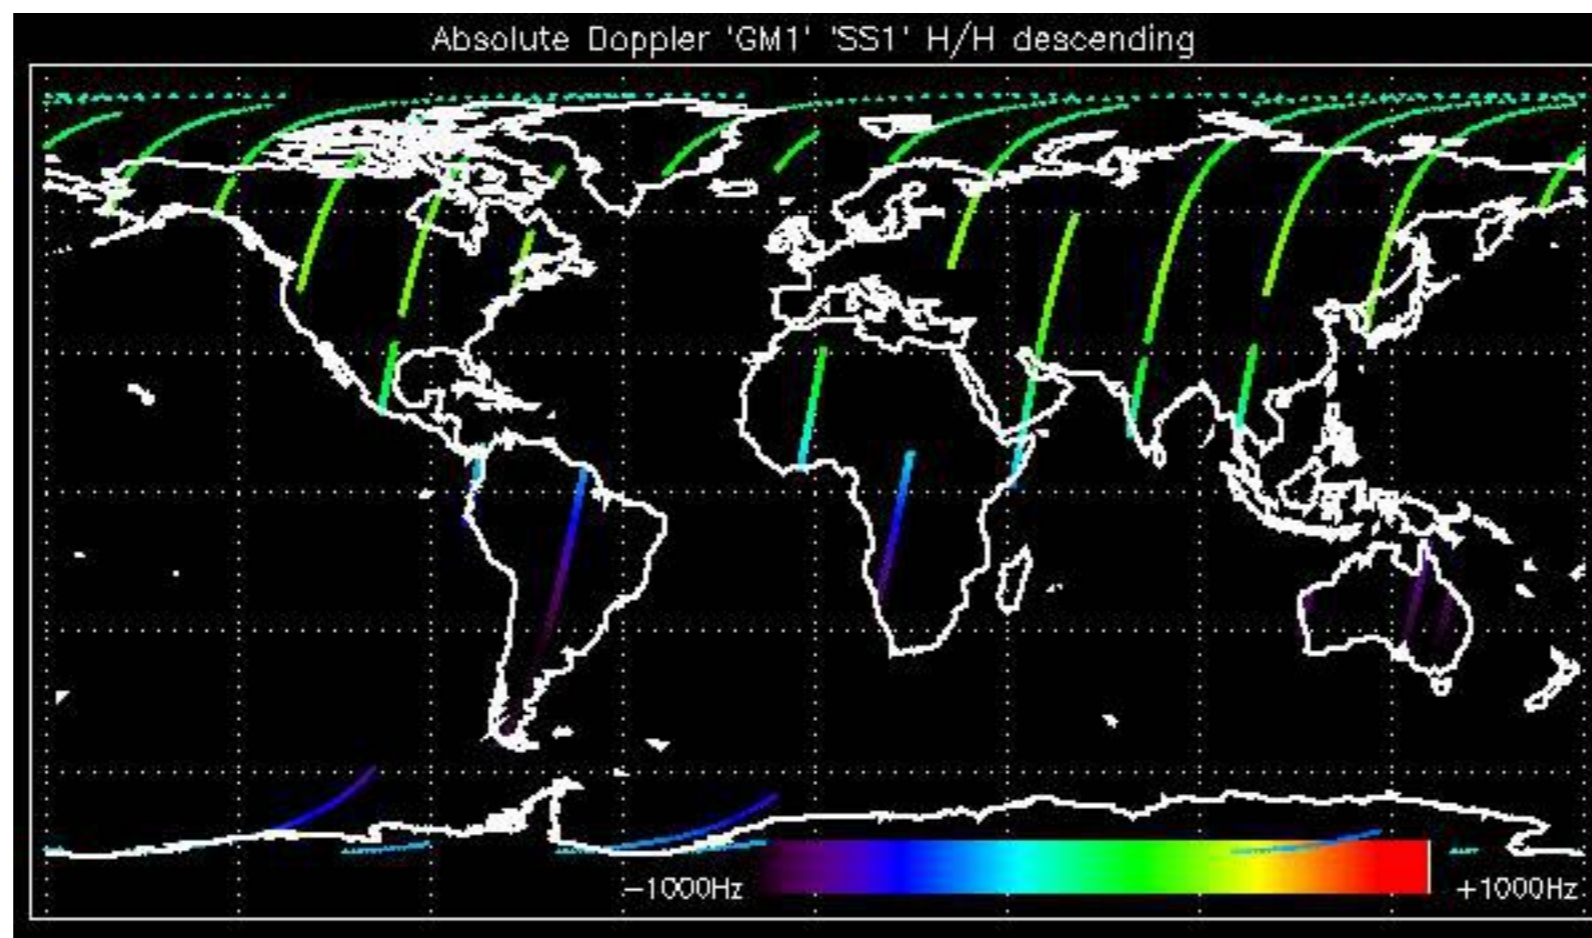 Absolute Doppler 'GM1' 'SS1' H/H descending
−1000Hz
+1000Hz